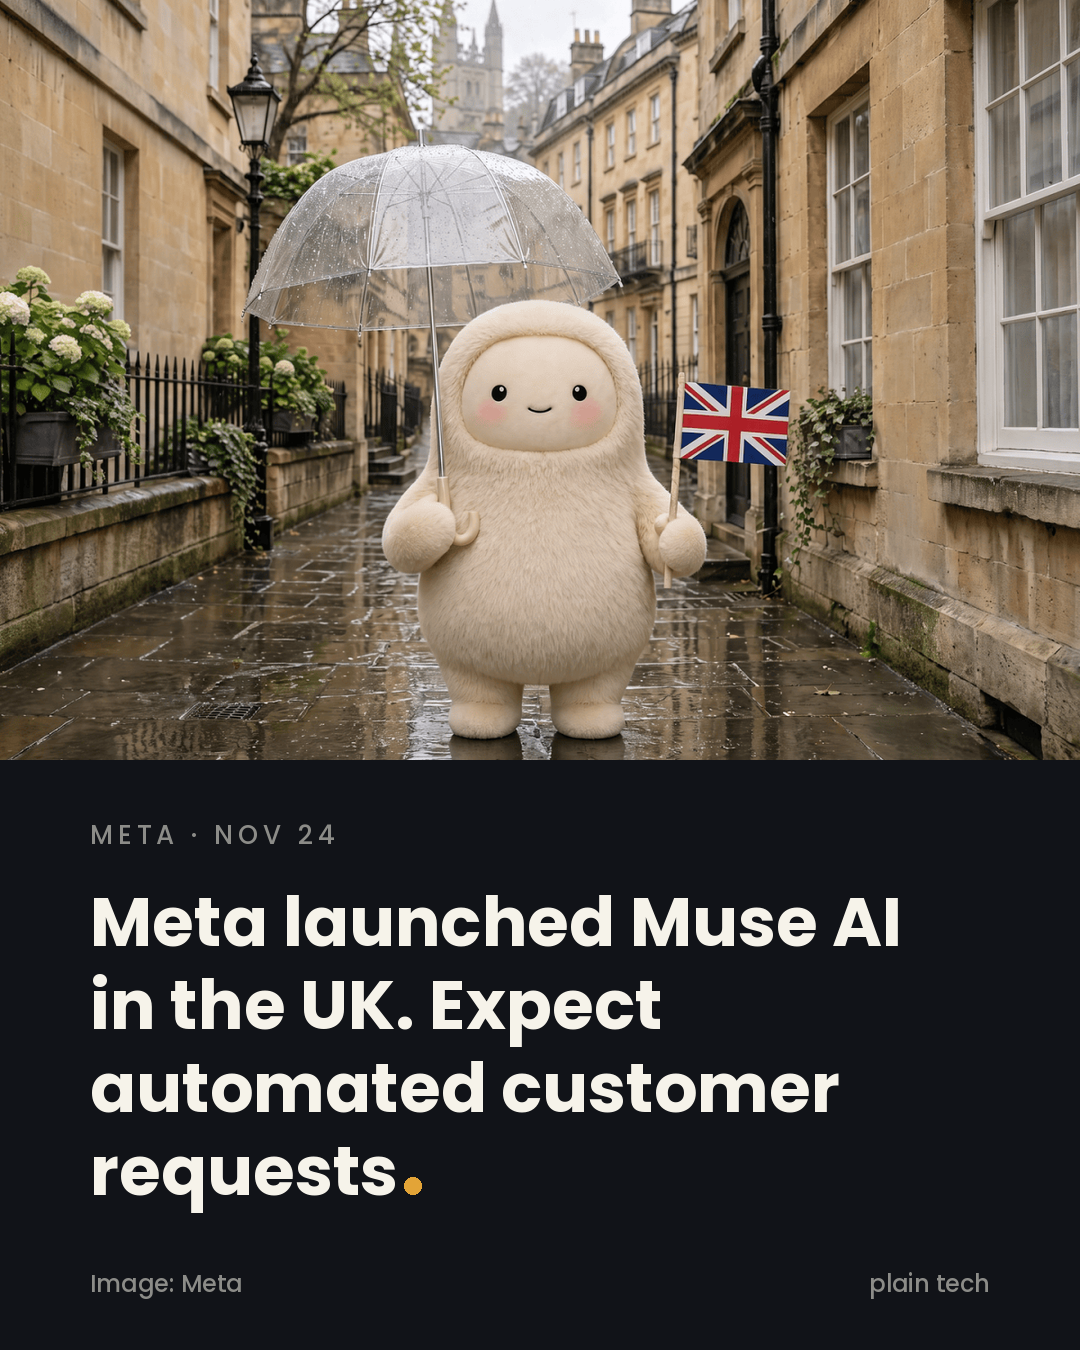 META · NOV 24
Meta launched Muse AI
in the UK. Expect
automated customer
requests.
Image: Meta
plain tech